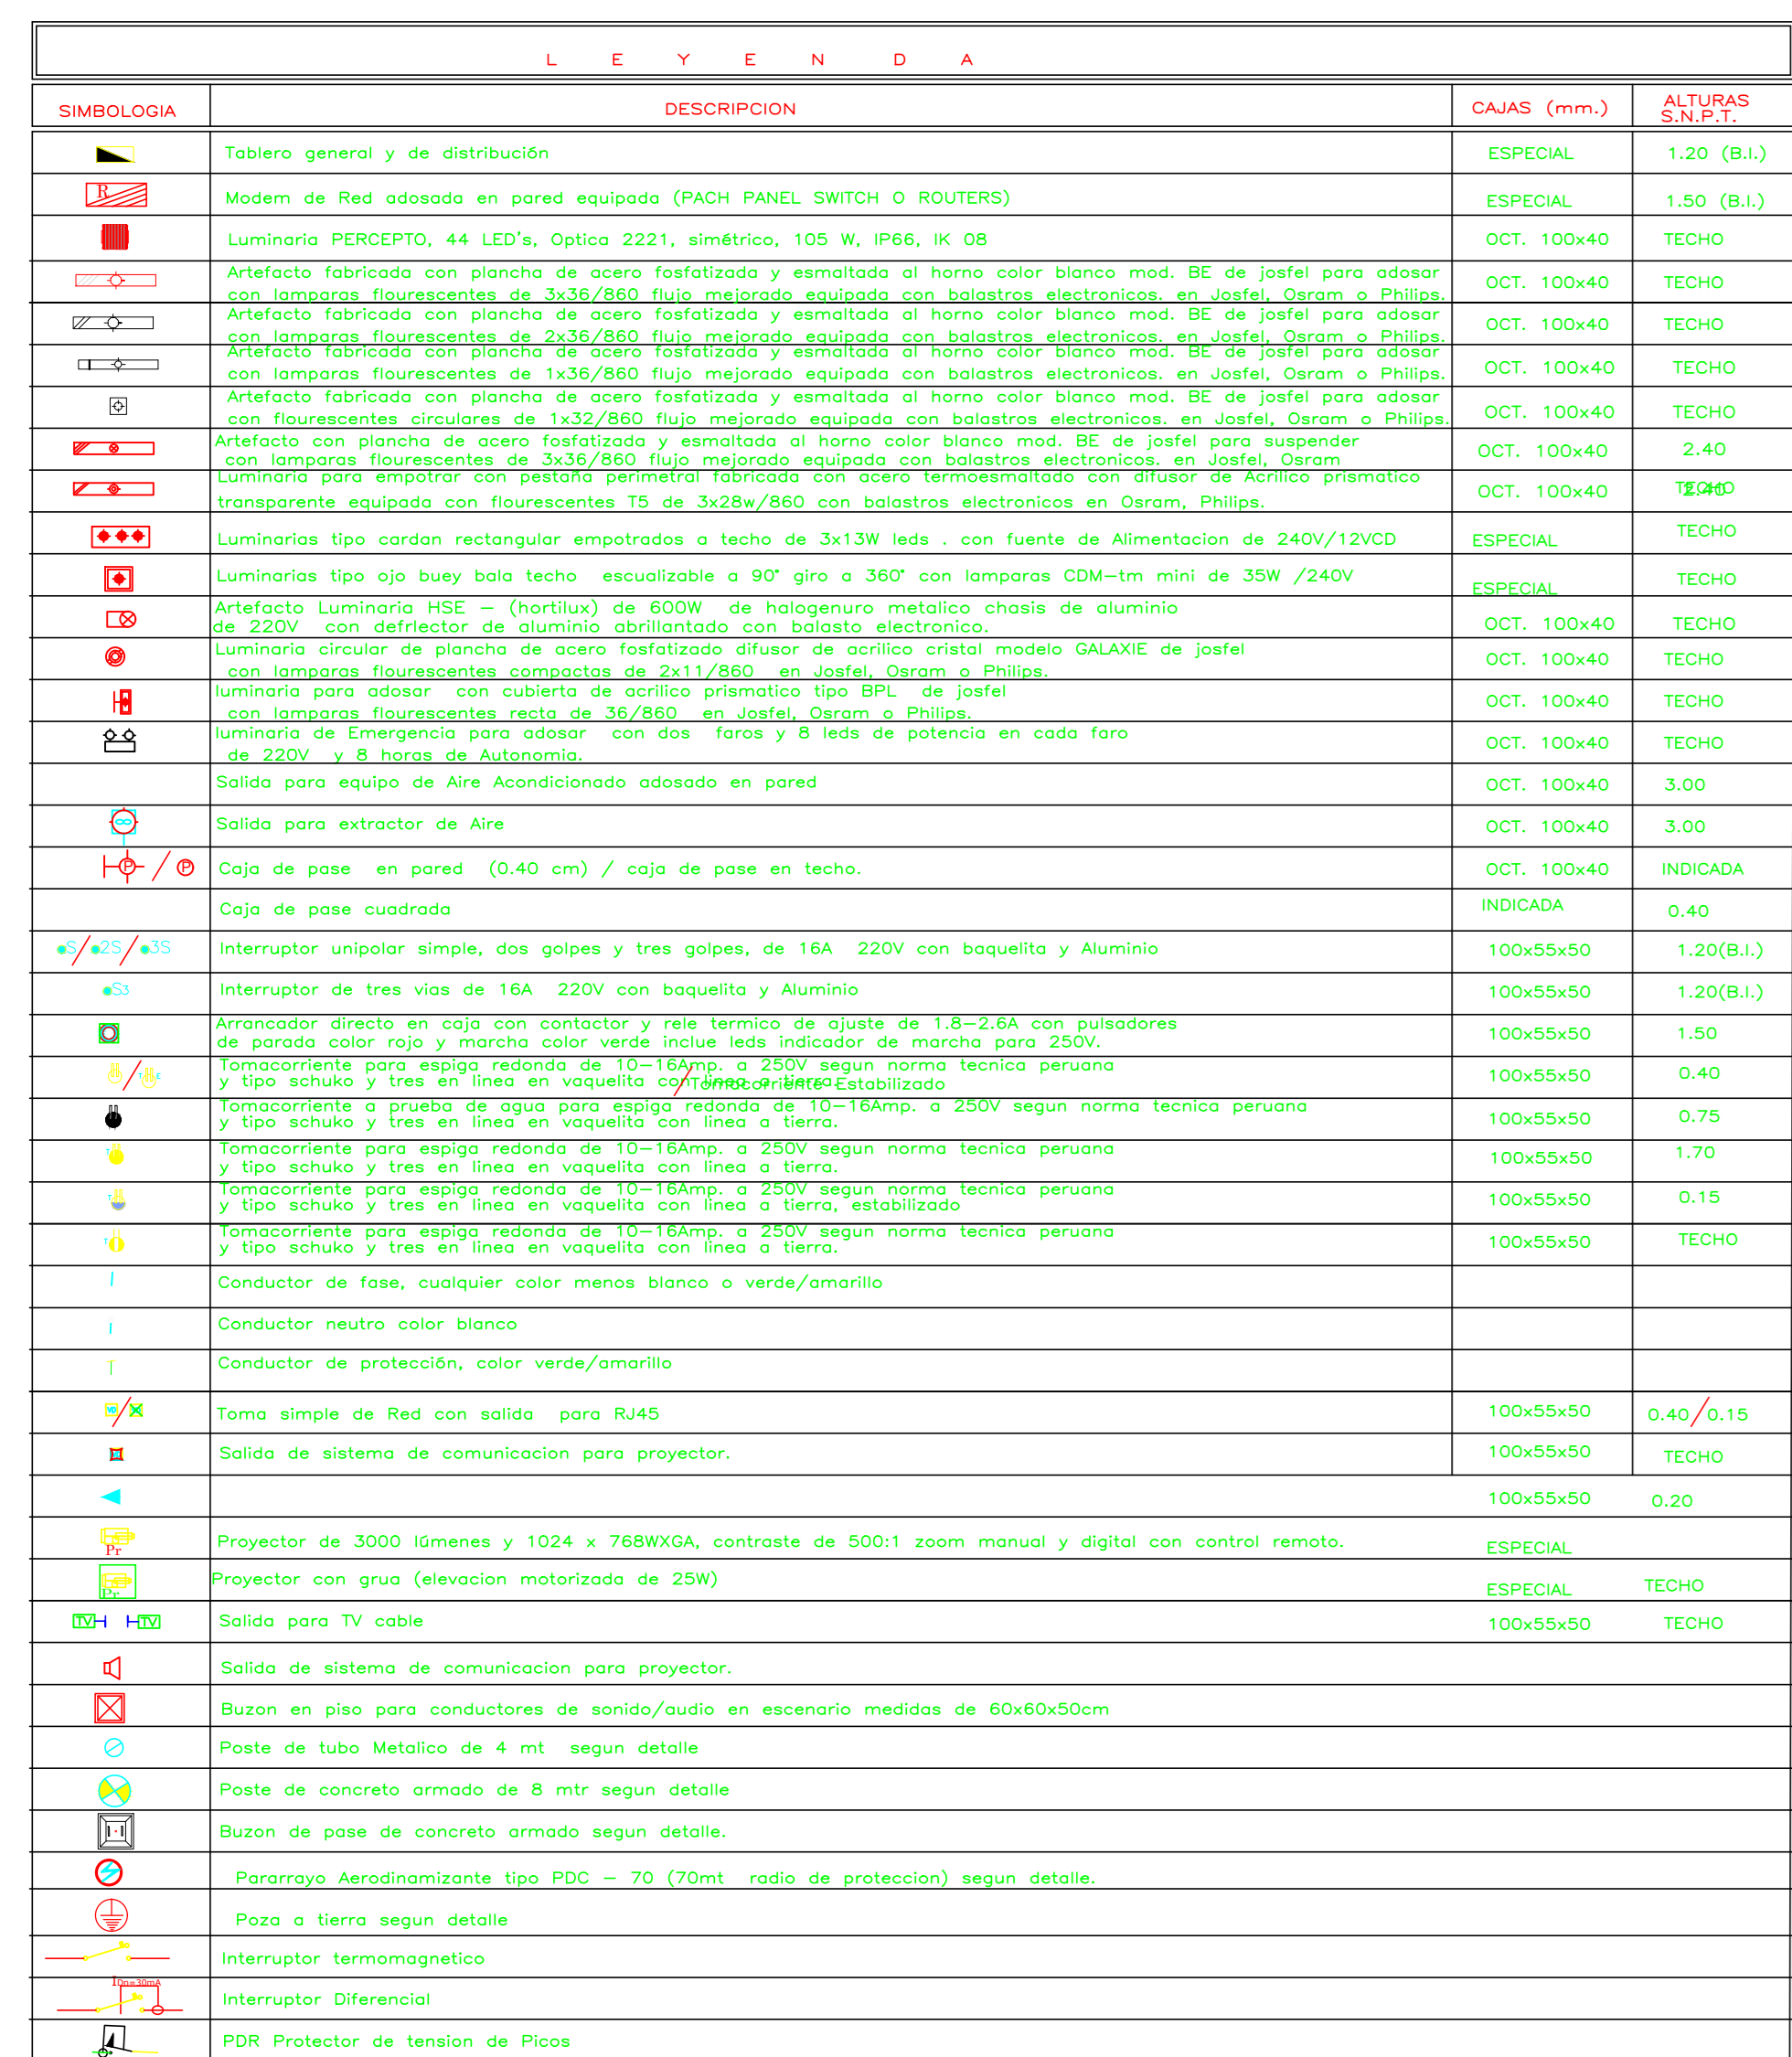 L E Y E N D A
SIMBOLOGIA DESCRIPCION CAJAS (mm.) ALTURAS
S.N.P.T.
Tablero general y de distribución ESPECIAL 1.20 (B.I.)
R Modem de Red adosada en pared equipada (PACH PANEL SWITCH O ROUTERS) ESPECIAL 1.50 (B.I.)
Luminaria PERCEPTO, 44 LED's, Optica 2221, simétrico, 105 W, IP66, IK 08 OCT. 100x40 TECHO
Artefacto fabricada con plancha de acero fosfatizada y esmaltada al horno color blanco mod. BE de josfel para adosar
con lamparas flourescentes de 3x36/860 flujo mejorado equipada con balastros electronicos. en Josfel, Osram o Philips. OCT. 100x40 TECHO
Artefacto fabricada con plancha de acero fosfatizada y esmaltada al horno color blanco mod. BE de josfel para adosar
con lamparas flourescentes de 2x36/860 flujo mejorado equipada con balastros electronicos. en Josfel, Osram o Philips. OCT. 100x40 TECHO
Artefacto fabricada con plancha de acero fosfatizada y esmaltada al horno color blanco mod. BE de josfel para adosar
con lamparas flourescentes de 1x36/860 flujo mejorado equipada con balastros electronicos. en Josfel, Osram o Philips. OCT. 100x40 TECHO
Artefacto fabricada con plancha de acero fosfatizada y esmaltada al horno color blanco mod. BE de josfel para adosar
con flourescentes circulares de 1x32/860 flujo mejorado equipada con balastros electronicos. en Josfel, Osram o Philips. OCT. 100x40 TECHO
Artefacto con plancha de acero fosfatizada y esmaltada al horno color blanco mod. BE de josfel para suspender
con lamparas flourescentes de 3x36/860 flujo mejorado equipada con balastros electronicos. en Josfel, Osram OCT. 100x40 2.40
Luminaria para empotrar con pestaña perimetral fabricada con acero termoesmaltado con difusor de Acrilico prismatico
transparente equipada con flourescentes T5 de 3x28w/860 con balastros electronicos en Osram, Philips. OCT. 100x40 TECHO 2.40
Luminarias tipo cardan rectangular empotrados a techo de 3x13W leds . con fuente de Alimentacion de 240V/12VCD ESPECIAL TECHO
Luminarias tipo ojo buey bala techo escualizable a 90° giro a 360° con lamparas CDM-tm mini de 35W /240V ESPECIAL TECHO
Artefacto Luminaria HSE - (hortilux) de 600W de halogenuro metalico chasis de aluminio
de 220V con defrlector de aluminio abrillantado con balasto electronico. OCT. 100x40 TECHO
Luminaria circular de plancha de acero fosfatizado difusor de acrilico cristal modelo GALAXIE de josfel
con lamparas flourescentes compactas de 2x11/860 en Josfel, Osram o Philips. OCT. 100x40 TECHO
luminaria para adosar con cubierta de acrilico prismatico tipo BPL de josfel
con lamparas flourescentes recta de 36/860 en Josfel, Osram o Philips. OCT. 100x40 TECHO
luminaria de Emergencia para adosar con dos faros y 8 leds de potencia en cada faro
de 220V y 8 horas de Autonomia. OCT. 100x40 TECHO
Salida para equipo de Aire Acondicionado adosado en pared OCT. 100x40 3.00
Salida para extractor de Aire OCT. 100x40 3.00
P / P Caja de pase en pared (0.40 cm) / caja de pase en techo. OCT. 100x40 INDICADA
Caja de pase cuadrada INDICADA 0.40
S/2S/3S Interruptor unipolar simple, dos golpes y tres golpes, de 16A 220V con baquelita y Aluminio 100x55x50 1.20(B.I.)
S3 Interruptor de tres vias de 16A 220V con baquelita y Aluminio 100x55x50 1.20(B.I.)
Arrancador directo en caja con contactor y rele termico de ajuste de 1.8-2.6A con pulsadores
de parada color rojo y marcha color verde inclue leds indicador de marcha para 250V. 100x55x50 1.50
Tomacorriente para espiga redonda de 10-16Amp. a 250V segun norma tecnica peruana
T E y tipo schuko y tres en linea en vaquelita con linea a tierra. /Tomacorriente Estabilizado 100x55x50 0.40
Tomacorriente a prueba de agua para espiga redonda de 10-16Amp. a 250V segun norma tecnica peruana
y tipo schuko y tres en linea en vaquelita con linea a tierra. 100x55x50 0.75
T Tomacorriente para espiga redonda de 10-16Amp. a 250V segun norma tecnica peruana
y tipo schuko y tres en linea en vaquelita con linea a tierra. 100x55x50 1.70
T Tomacorriente para espiga redonda de 10-16Amp. a 250V segun norma tecnica peruana
y tipo schuko y tres en linea en vaquelita con linea a tierra, estabilizado 100x55x50 0.15
T Tomacorriente para espiga redonda de 10-16Amp. a 250V segun norma tecnica peruana
y tipo schuko y tres en linea en vaquelita con linea a tierra. 100x55x50 TECHO
Conductor de fase, cualquier color menos blanco o verde/amarillo
Conductor neutro color blanco
Conductor de protección, color verde/amarillo
Toma simple de Red con salida para RJ45 100x55x50 0.40/0.15
Salida de sistema de comunicacion para proyector. 100x55x50 TECHO
100x55x50 0.20
Pr Proyector de 3000 lúmenes y 1024 x 768WXGA, contraste de 500:1 zoom manual y digital con control remoto. ESPECIAL
Pr Proyector con grua (elevacion motorizada de 25W) ESPECIAL TECHO
TV TV Salida para TV cable 100x55x50 TECHO
Salida de sistema de comunicacion para proyector.
Buzon en piso para conductores de sonido/audio en escenario medidas de 60x60x50cm
Poste de tubo Metalico de 4 mt segun detalle
Poste de concreto armado de 8 mtr segun detalle
Buzon de pase de concreto armado segun detalle.
Pararrayo Aerodinamizante tipo PDC - 70 (70mt radio de proteccion) segun detalle.
Poza a tierra segun detalle
Interruptor termomagnetico
IDn=30mA Interruptor Diferencial
PDR Protector de tension de Picos